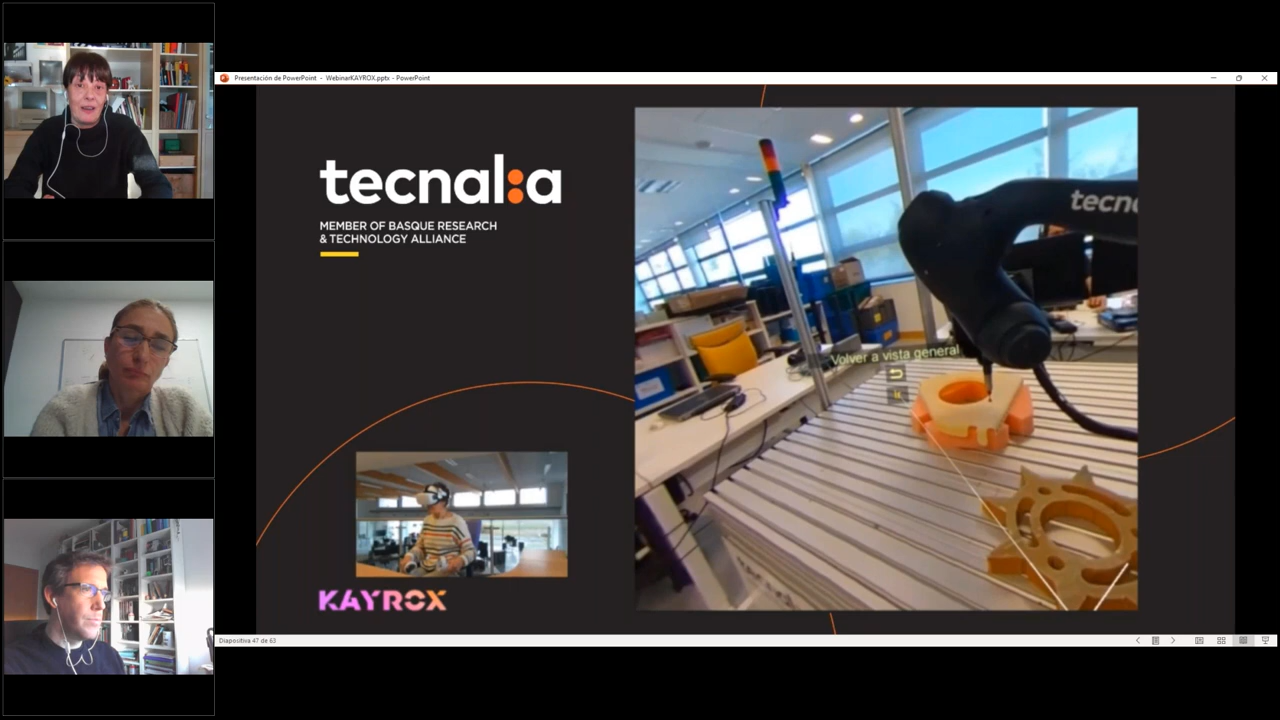 Presentación de PowerPoint - WebinarKAYROX.pptx - PowerPoint
tecnal:a
MEMBER OF BASQUE RESEARCH
& TECHNOLOGY ALLIANCE
tecn
Volver a vista general
KAYROX
Diapositiva 47 de 63